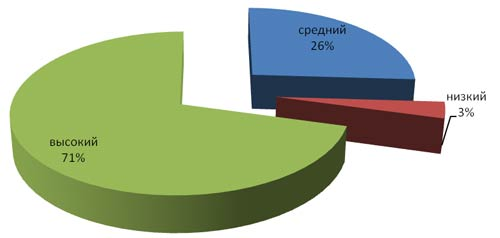 средний
26%
низкий
3%
высокий
71%